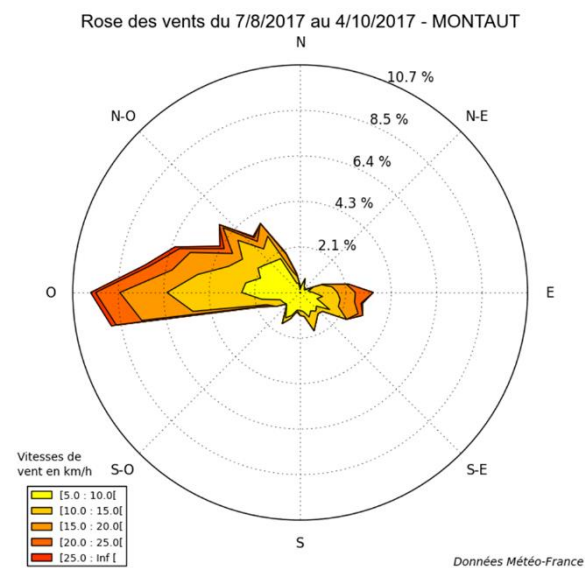 Rose des vents du 7/8/2017 au 4/10/2017 - MONTAUT
N
10.7 %
N-O
N-E
8.5 %
6.4 %
4.3 %
2.1 %
O
E
Vitesses de
vent en km/h
S-O
S-E
[5.0 : 10.0[
[10.0 : 15.0[
[15.0 : 20.0[
[20.0 : 25.0[
[25.0 : Inf [
S
Données Météo-France